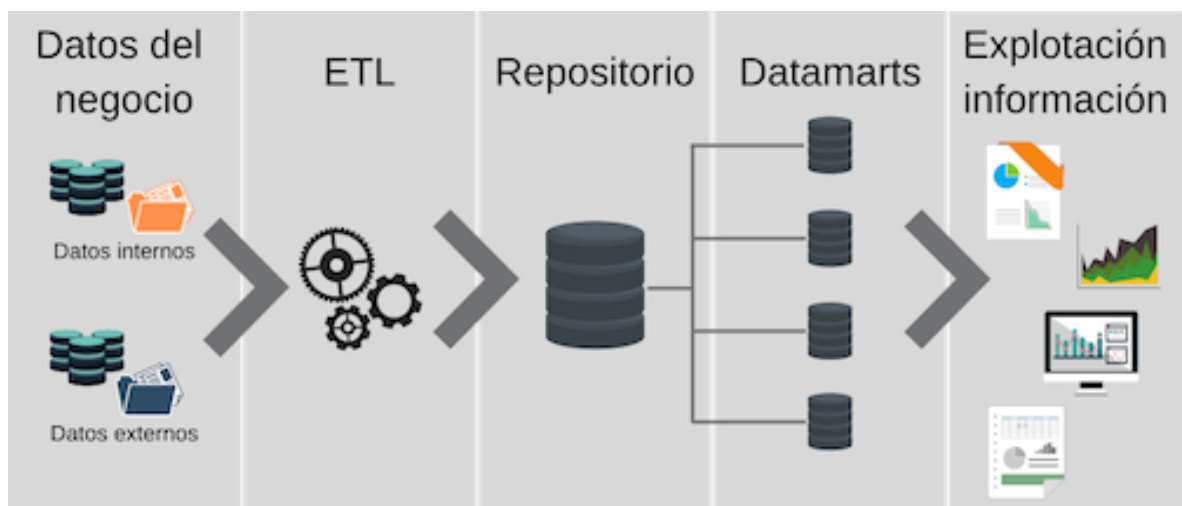 Datos del
negocio
ETL
Repositorio
Datamarts
Explotación
información
Datos internos
Datos externos